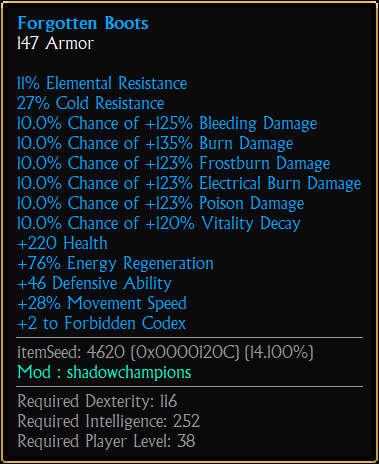 Forgotten Boots
147 Armor
11% Elemental Resistance
27% Cold Resistance
10.0% Chance of +125% Bleeding Damage
10.0% Chance of +135% Burn Damage
10.0% Chance of +123% Frostburn Damage
10.0% Chance of +123% Electrical Burn Damage
10.0% Chance of +123% Poison Damage
10.0% Chance of +120% Vitality Decay
+220 Health
+76% Energy Regeneration
+46 Defensive Ability
+28% Movement Speed
+2 to Forbidden Codex
itemSeed: 4620 (0x0000120C) (14.100%)
Mod : shadowchampions
Required Dexterity: 116
Required Intelligence: 252
Required Player Level: 38